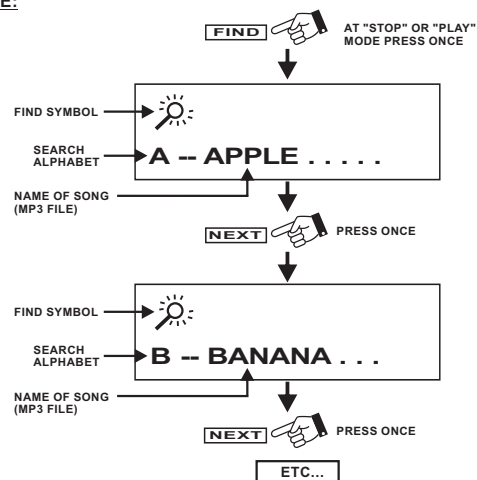 E:
FIND
AT "STOP" OR "PLAY"
MODE PRESS ONCE
FIND SYMBOL
SEARCH
ALPHABET
A -- APPLE . . . . .
NAME OF SONG
(MP3 FILE)
NEXT
PRESS ONCE
FIND SYMBOL
SEARCH
ALPHABET
B -- BANANA . . .
NAME OF SONG
(MP3 FILE)
NEXT
PRESS ONCE
ETC...